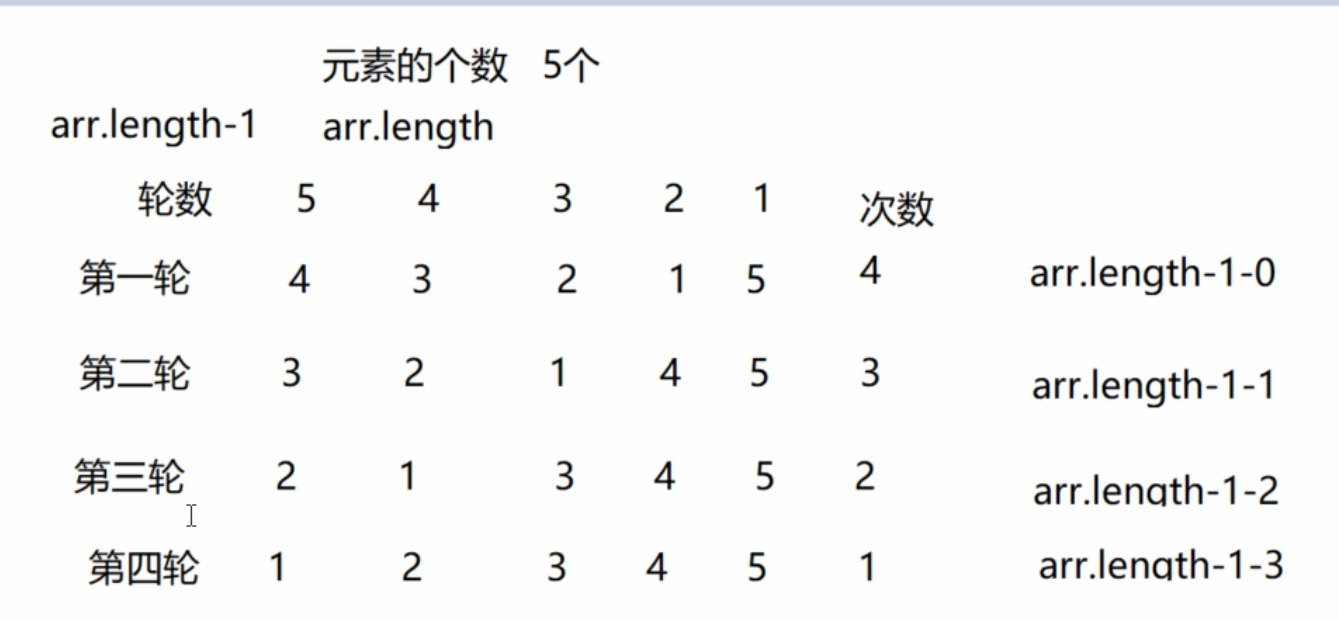 元素的个数 5个
arr.length-1 arr.length
轮数 5 4 3 2 1 次数
第一轮 4 3 2 1 5 4 arr.length-1-0
第二轮 3 2 1 4 5 3 arr.length-1-1
第三轮 2 1 3 4 5 2 arr.length-1-2
第四轮 1 2 3 4 5 1 arr.length-1-3